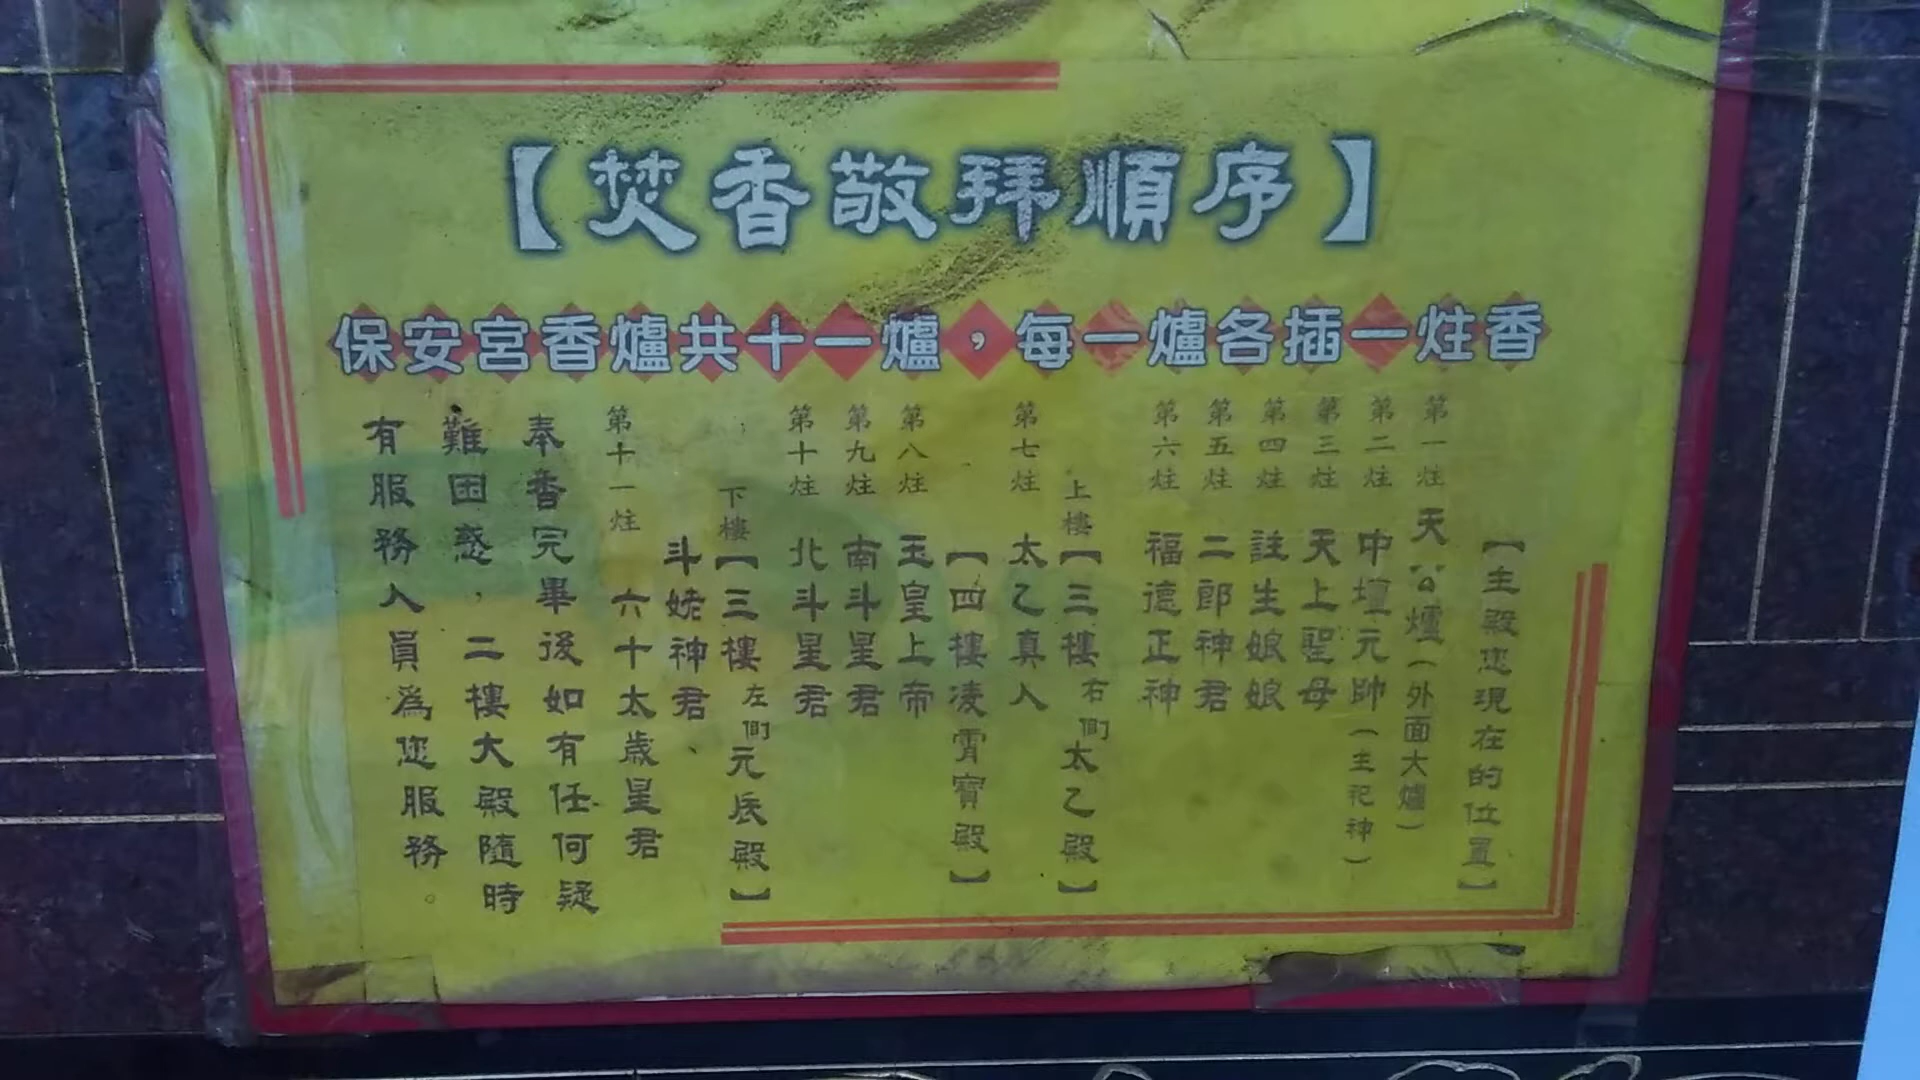 【焚香敬拜順序】
保安宮香爐共十一爐，每一爐各插一炷香
【主殿您現在的位置】
第一炷 天公爐（外面大爐）
第二炷 中壇元帥（主祀神）
第三炷 天上聖母
第四炷 註生娘娘
第五炷 二郎神君
第六炷 福德正神
上樓【三樓右側太乙殿】
第七炷 太乙真人
【四樓凌霄寶殿】
第八炷 玉皇上帝
第九炷 南斗星君
第十炷 北斗星君
下樓【三樓左側元辰殿】
斗姥神君、
第十一炷 六十太歲星君
奉香完畢後如有任何疑
難困惑，二樓大殿隨時
有服務人員為您服務。